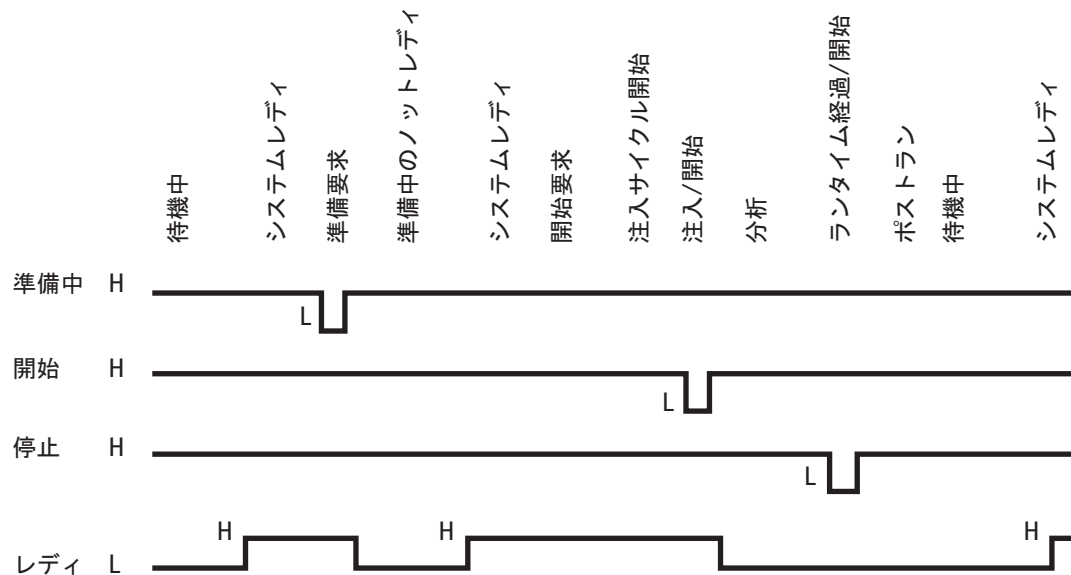 待機中
システムレディ
準備要求
準備中のノットレディ
システムレディ
開始要求
注入サイクル開始
注入/開始
分析
ランタイム経過/開始
ポストラン
待機中
システムレディ
準備中 H
L
開始 H
L
停止 H
L
H H H
レディ L